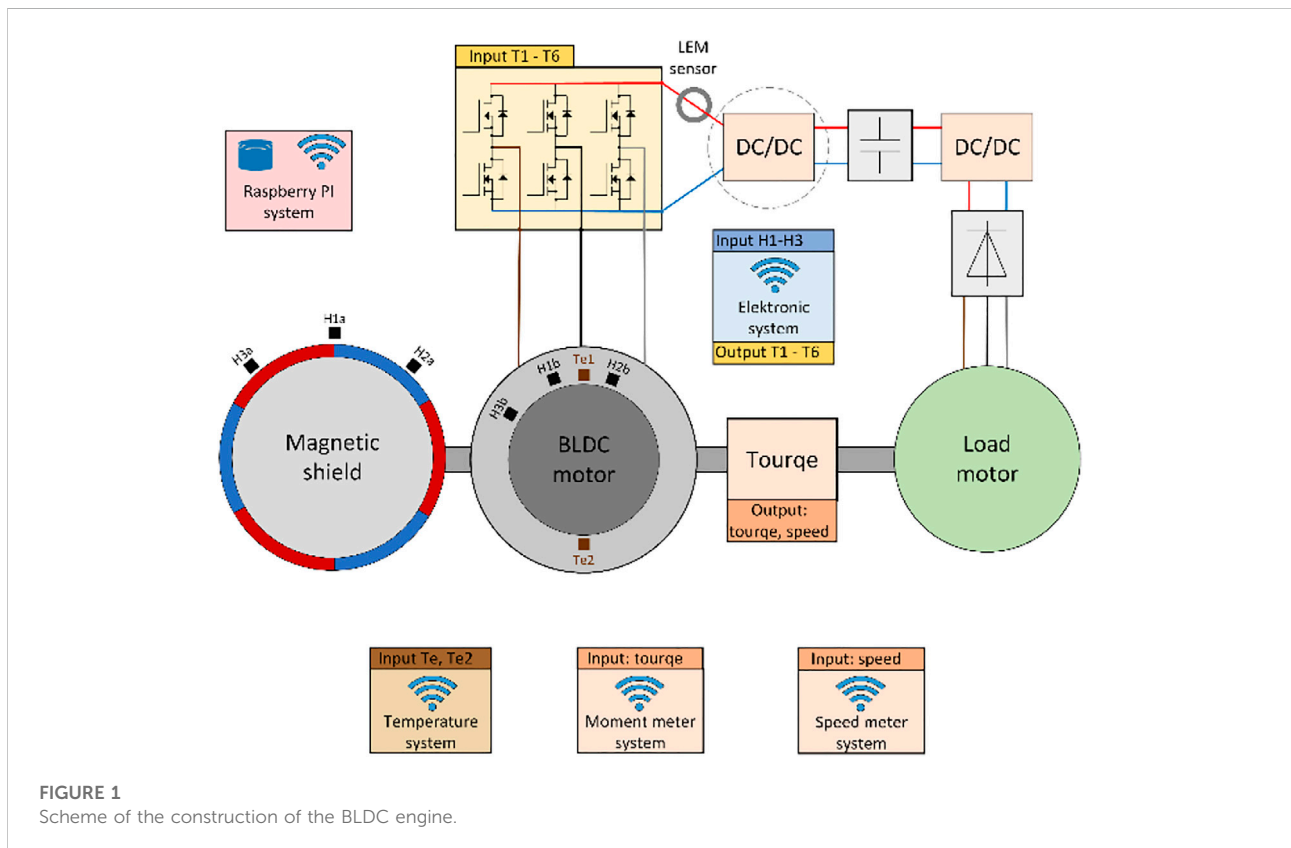 Input T1 - T6
LEM
sensor
DC/DC
DC/DC
Raspberry PI
system
Input H1-H3
Elektronic
system
Output T1 - T6
H1a
H3a
H2a
Magnetic
shield
Te1
H1b
H2b
H3b
BLDC
motor
Te2
Tourqe
Output:
tourqe, speed
Load
motor
Input Te, Te2
Temperature
system
Input: tourqe
Moment meter
system
Input: speed
Speed meter
system
FIGURE 1
Scheme of the construction of the BLDC engine.